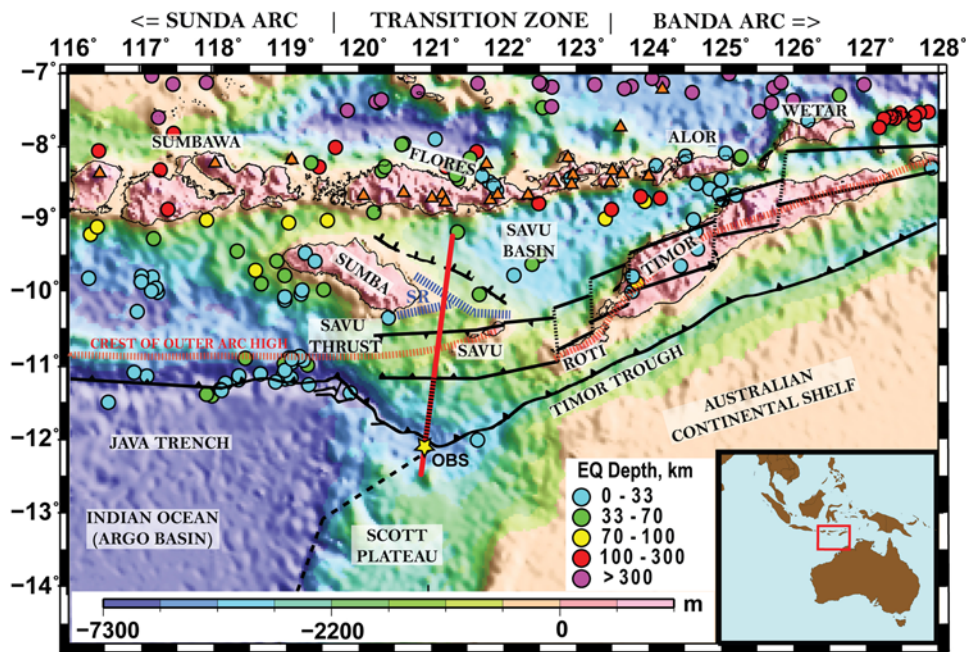 <= SUNDA ARC | TRANSITION ZONE | BANDA ARC =>
116° 117° 118° 119° 120° 121° 122° 123° 124° 125° 126° 127° 128°
−7°
−8°
−9°
−10°
−11°
−12°
−13°
−14°
WETAR
SUMBAWA
ALOR
FLORES
SAVU
BASIN
TIMOR
SUMBA
SR
SAVU
THRUST
SAVU
ROTI
CREST OF OUTER ARC HIGH
TIMOR TROUGH
AUSTRALIAN
CONTINENTAL SHELF
JAVA TRENCH
OBS
INDIAN OCEAN
(ARGO BASIN)
SCOTT
PLATEAU
EQ Depth, km
0 - 33
33 - 70
70 - 100
100 - 300
> 300
m
−7300 −2200 0